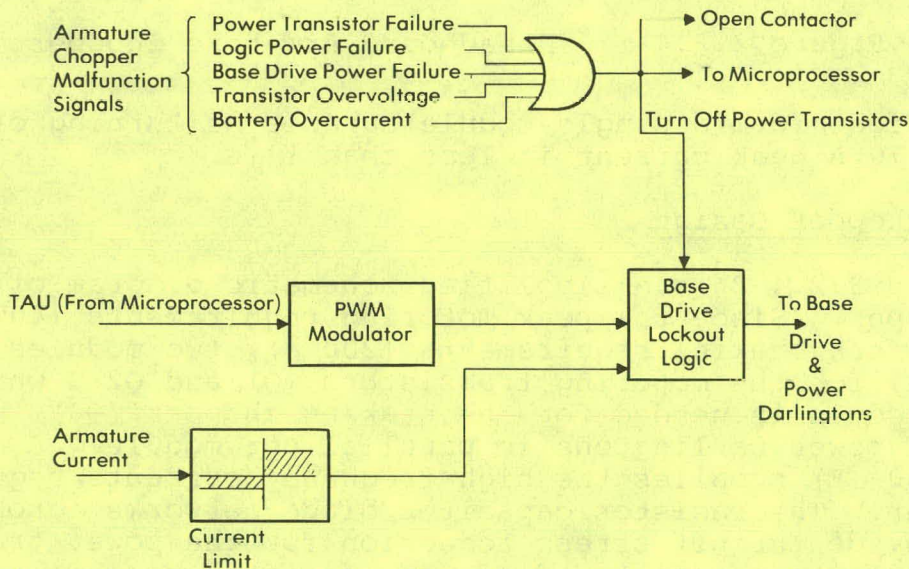 Armature
Chopper
Malfunction
Signals
Power Transistor Failure
Logic Power Failure
Base Drive Power Failure
Transistor Overvoltage
Battery Overcurrent
Open Contactor
To Microprocessor
Turn Off Power Transistors
TAU (From Microprocessor)
PWM
Modulator
Base
Drive
Lockout
Logic
To Base
Drive
&
Power
Darlingtons
Armature
Current
Current
Limit